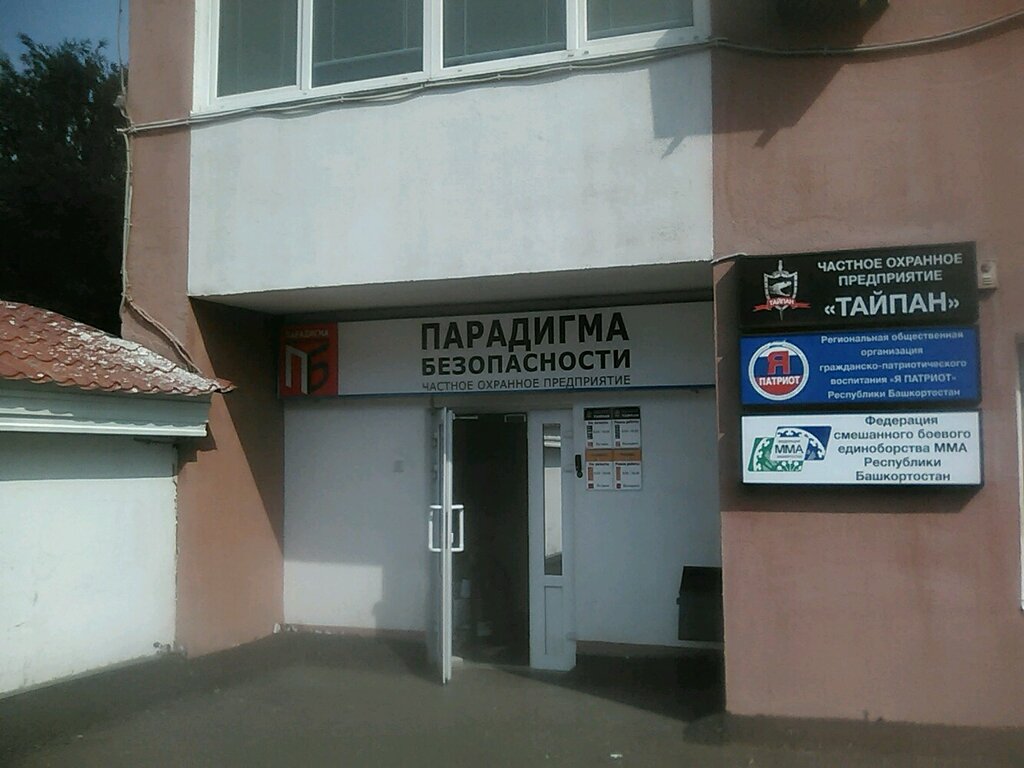 ПАРАДИГМА
ПБ
ПАРАДИГМА
БЕЗОПАСНОСТИ
ЧАСТНОЕ ОХРАННОЕ ПРЕДПРИЯТИЕ
ТАЙПАН
ЧАСТНОЕ ОХРАННОЕ
ПРЕДПРИЯТИЕ
«ТАЙПАН»
Я
ПАТРИОТ
Региональная общественная
организация
гражданско-патриотического
воспитания «Я ПАТРИОТ»
Республики Башкортостан
ММА
Федерация
смешанного боевого
единоборства ММА
Республики
Башкортостан